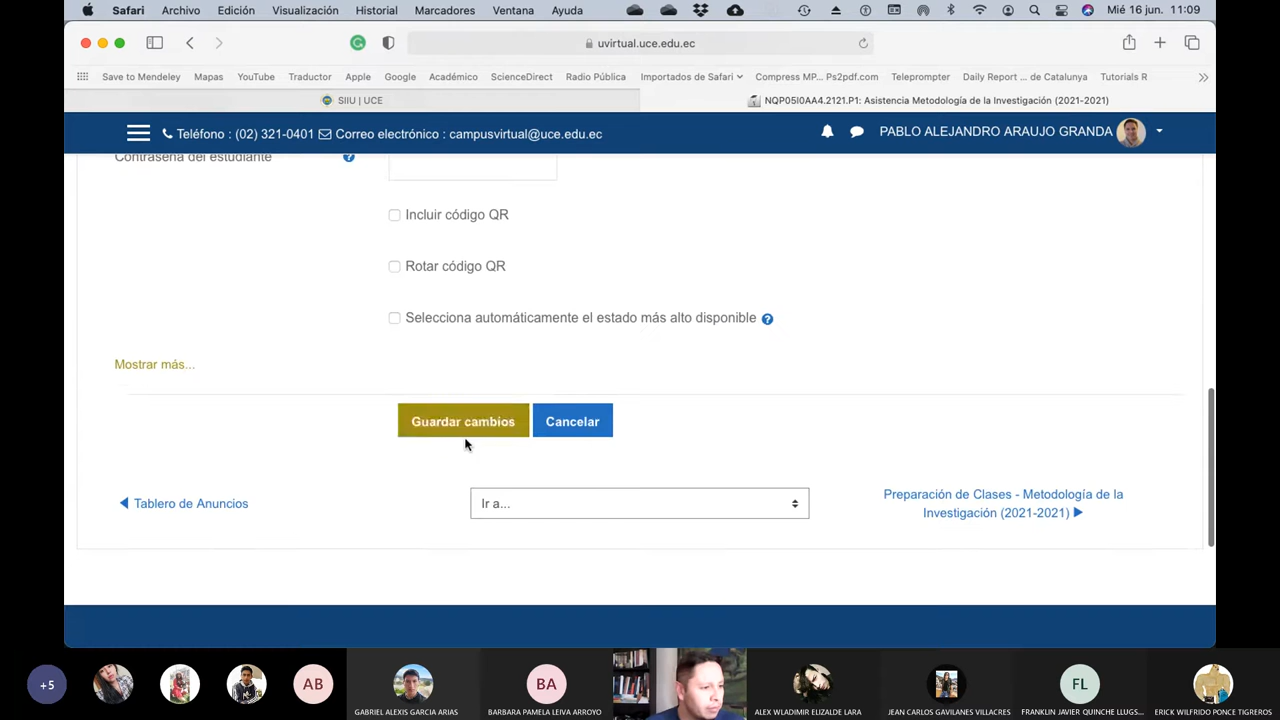 Safari Archivo Edición Visualización Historial Marcadores Ventana Ayuda Mié 16 jun. 11:09
uvirtual.uce.edu.ec
Save to Mendeley Mapas YouTube Traductor Apple Google Académico ScienceDirect Radio Pública Importados de Safari Compress MP... Ps2pdf.com Teleprompter Daily Report ... de Catalunya Tutorials R
SIIU | UCE NQP05I0AA4.2121.P1: Asistencia Metodología de la Investigación (2021-2021)
Teléfono : (02) 321-0401 Correo electrónico : campusvirtual@uce.edu.ec PABLO ALEJANDRO ARAUJO GRANDA
Contraseña del estudiante
Incluir código QR
Rotar código QR
Selecciona automáticamente el estado más alto disponible
Mostrar más...
Guardar cambios Cancelar
Tablero de Anuncios
Ir a...
Preparación de Clases - Metodología de la
Investigación (2021-2021)
+5 AB BA FL
GABRIEL ALEXIS GARCIA ARIAS BARBARA PAMELA LEIVA ARROYO ALEX WLADIMIR ELIZALDE LARA JEAN CARLOS GAVILANES VILLACRES FRANKLIN JAVIER QUINCHE LLUGS... ERICK WILFRIDO PONCE TIGREROS